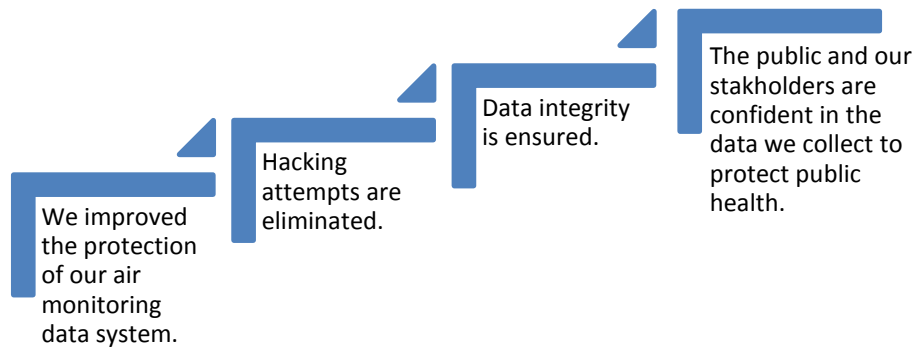 We improved
the protection
of our air
monitoring
data system.
Hacking
attempts are
eliminated.
Data integrity
is ensured.
The public and our
stakholders are
confident in the
data we collect to
protect public
health.